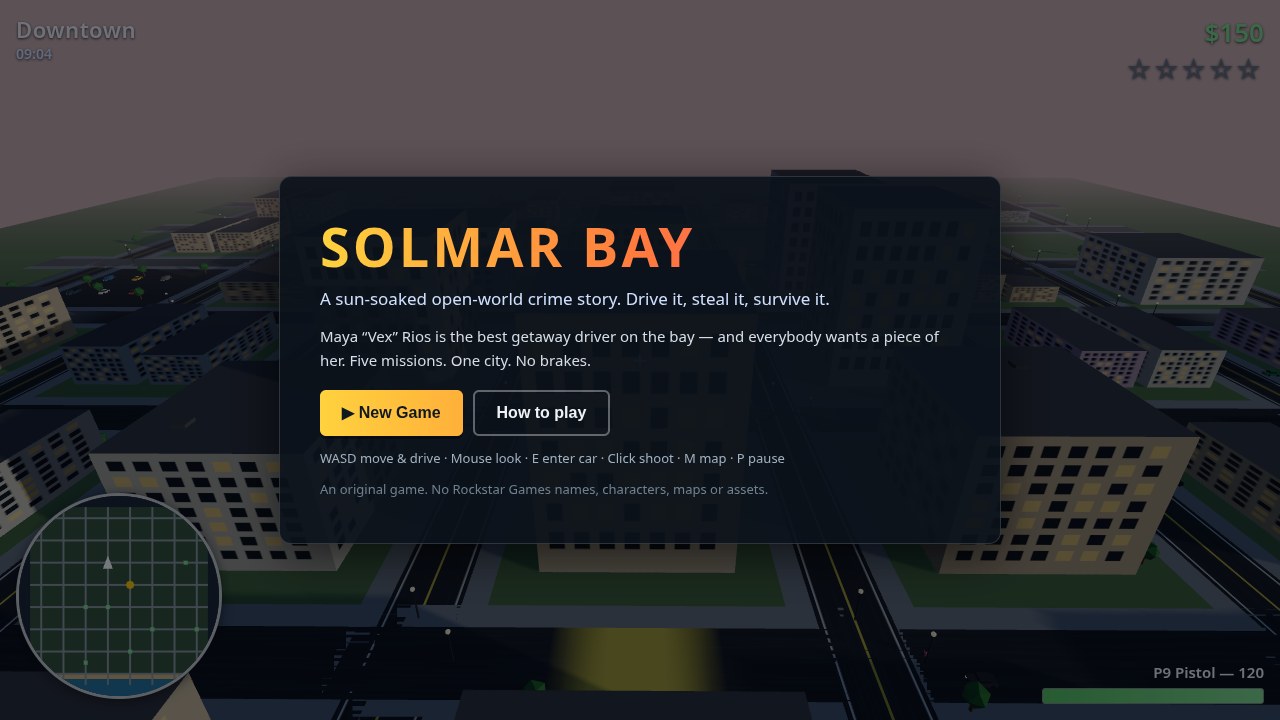 Downtown
09:04
$150
SOLMAR BAY
A sun-soaked open-world crime story. Drive it, steal it, survive it.
Maya “Vex” Rios is the best getaway driver on the bay — and everybody wants a piece of
her. Five missions. One city. No brakes.
▶ New Game
How to play
WASD move & drive · Mouse look · E enter car · Click shoot · M map · P pause
An original game. No Rockstar Games names, characters, maps or assets.
P9 Pistol — 120